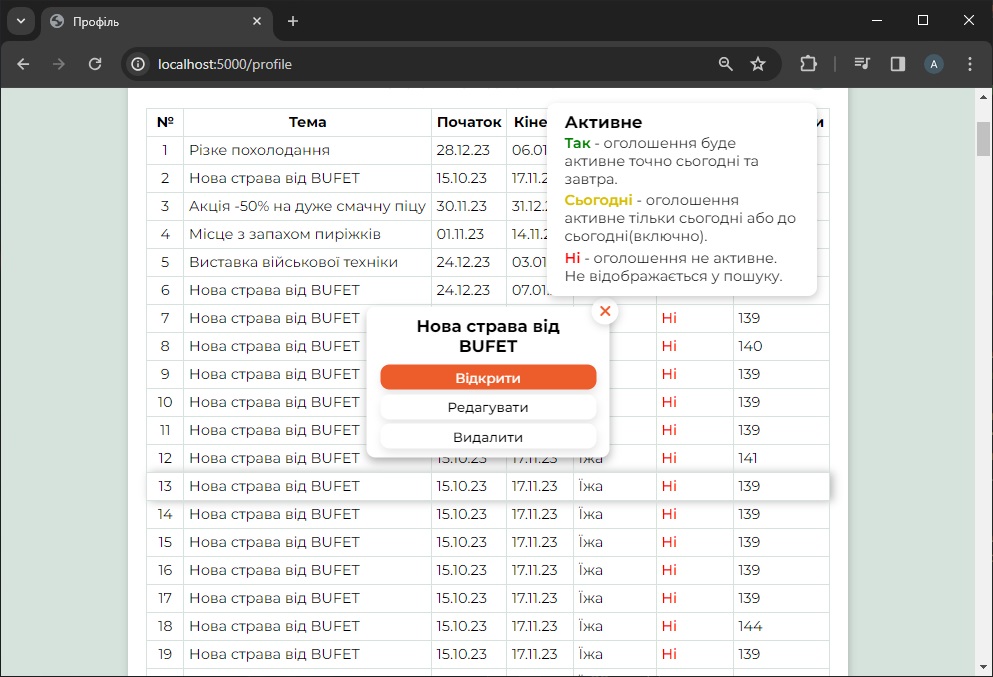 Профіль
localhost:5000/profile
A
№ Тема Початок Кіне и
1 Різке похолодання 28.12.23 06.01
2 Нова страва від BUFET 15.10.23 17.11.2
3 Акція -50% на дуже смачну піцу 30.11.23 31.12.
4 Місце з запахом пиріжків 01.11.23 14.11.2
5 Виставка військової техніки 24.12.23 03.01
6 Нова страва від BUFET 24.12.23 07.01.
7 Нова страва від BUFET Ні 139
8 Нова страва від BUFET Ні 140
9 Нова страва від BUFET Ні 139
10 Нова страва від BUFET Ні 139
11 Нова страва від BUFET Ні 139
12 Нова страва від BUFET 15.10.23 17.11.23 Їжа Ні 141
13 Нова страва від BUFET 15.10.23 17.11.23 Їжа Ні 139
14 Нова страва від BUFET 15.10.23 17.11.23 Їжа Ні 139
15 Нова страва від BUFET 15.10.23 17.11.23 Їжа Ні 139
16 Нова страва від BUFET 15.10.23 17.11.23 Їжа Ні 139
17 Нова страва від BUFET 15.10.23 17.11.23 Їжа Ні 139
18 Нова страва від BUFET 15.10.23 17.11.23 Їжа Ні 144
19 Нова страва від BUFET 15.10.23 17.11.23 Їжа Ні 139
Активне
Так - оголошення буде
активне точно сьогодні та
завтра.
Сьогодні - оголошення
активне тільки сьогодні або до
сьогодні(включно).
Ні - оголошення не активне.
Не відображається у пошуку.
Нова страва від
BUFET
Відкрити
Редагувати
Видалити